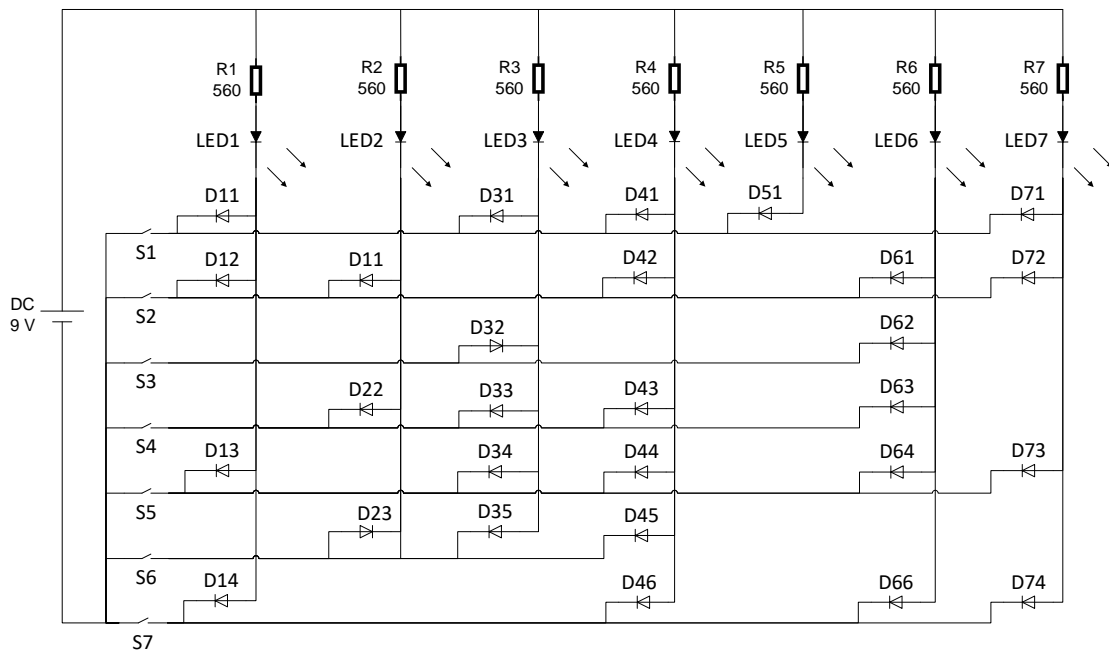 R1
560
R2
560
R3
560
R4
560
R5
560
R6
560
R7
560
LED1
LED2
LED3
LED4
LED5
LED6
LED7
D11
D31
D41
D51
D71
S1
D12
D11
D42
D61
D72
DC
9 V
S2
D32
D62
S3
D22
D33
D43
D63
S4
D13
D34
D44
D64
D73
S5
D23
D35
D45
S6
D14
D46
D66
D74
S7